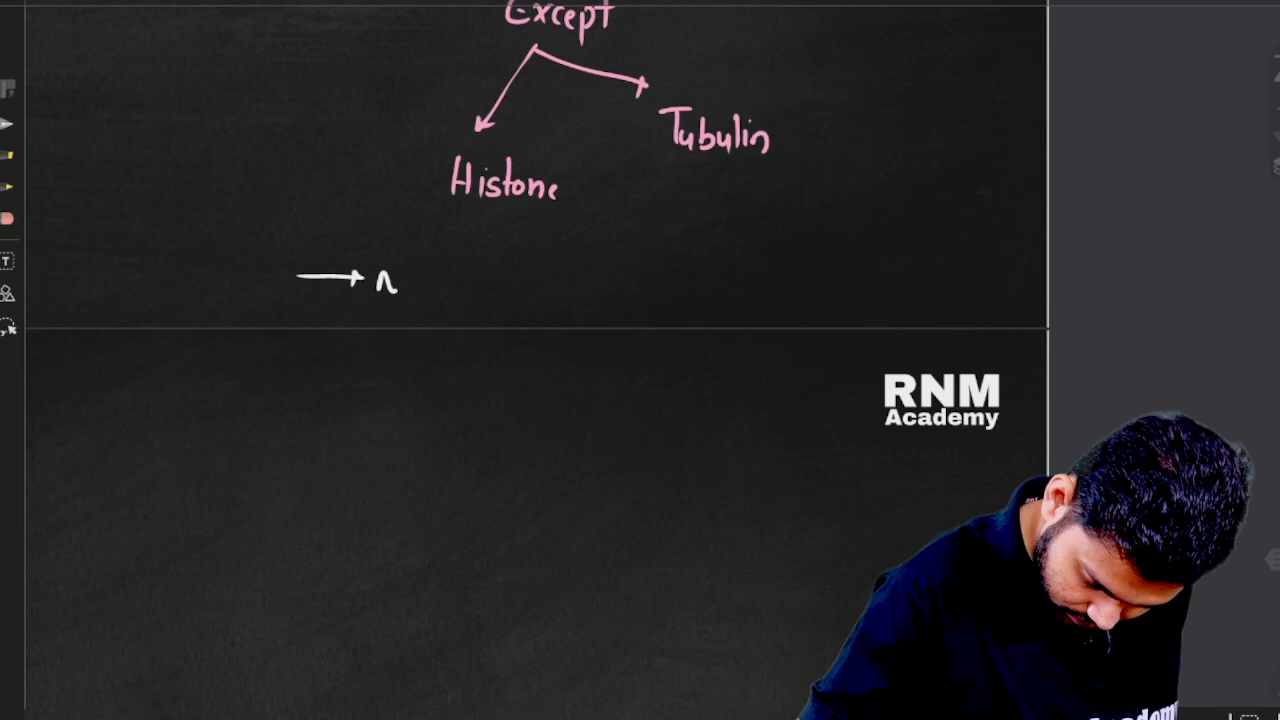 Except
Tubulin
Histone
→ n
RNM
Academy